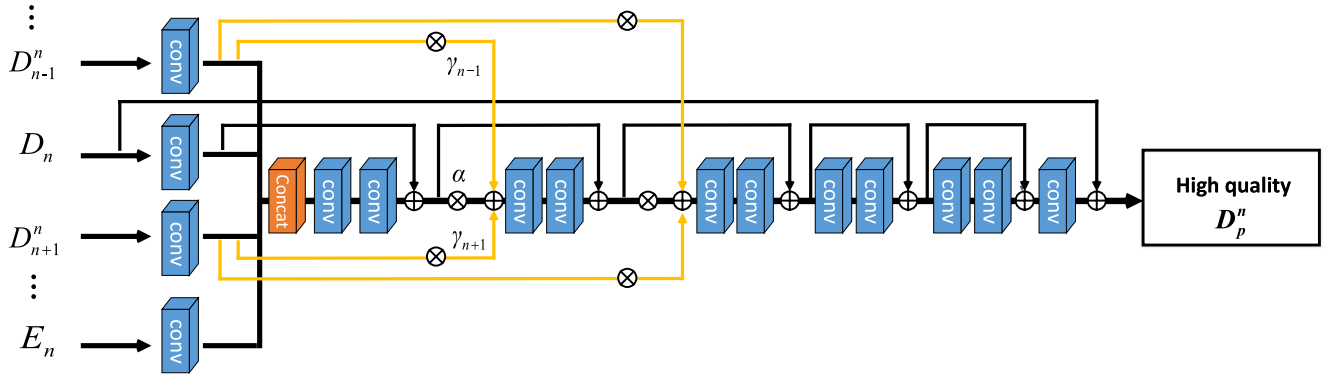 ⋮
D^n_{n-1}
conv
D_n
conv
D^n_{n+1}
conv
⋮
E_n
conv
Concat
conv
conv
α
γ_{n-1}
γ_{n+1}
conv
conv
conv
conv
conv
conv
conv
conv
conv
High quality
D^n_p